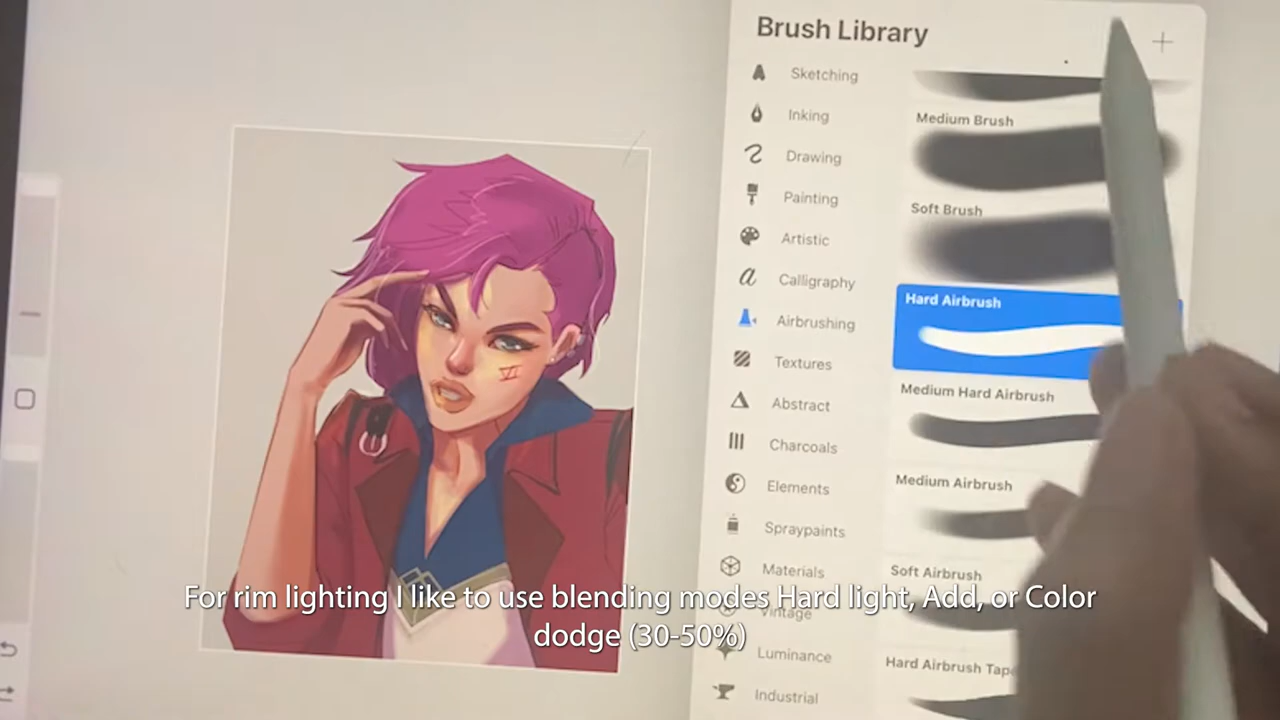 Brush Library
Sketching
Inking
Drawing
Painting
Artistic
Calligraphy
Airbrushing
Textures
Abstract
Charcoals
Elements
Spraypaints
Materials
Vintage
Luminance
Industrial
Medium Brush
Soft Brush
Hard Airbrush
Medium Hard Airbrush
Medium Airbrush
Soft Airbrush
Hard Airbrush
VI
For rim lighting I like to use blending modes Hard light, Add, or Color
dodge (30-50%)